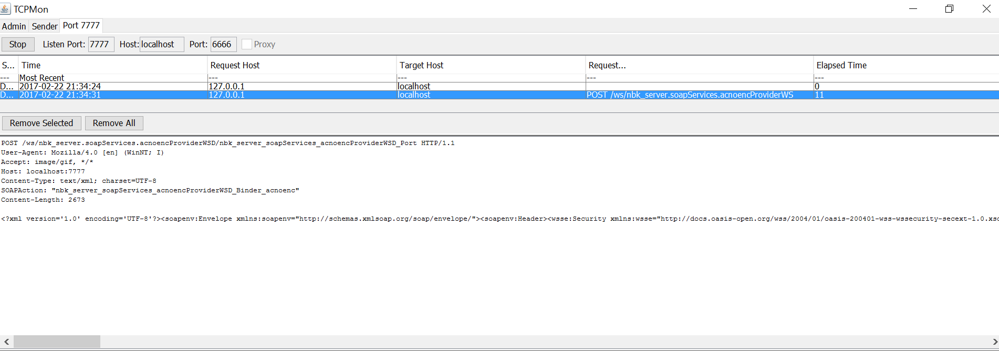 TCPMon
Admin Sender Port 7777
Stop Listen Port: 7777 Host: localhost Port: 6666 Proxy
S... Time Request Host Target Host Request... Elapsed Time
--- Most Recent --- --- --- ---
D... 2017-02-22 21:34:24 127.0.0.1 localhost 0
D... 2017-02-22 21:34:31 127.0.0.1 localhost POST /ws/nbk_server.soapServices.acnoencProviderWS 11
Remove Selected Remove All
POST /ws/nbk_server.soapServices.acnoencProviderWSD/nbk_server_soapServices_acnoencProviderWSD_Port HTTP/1.1
User-Agent: Mozilla/4.0 [en] (WinNT; I)
Accept: image/gif, */*
Host: localhost:7777
Content-Type: text/xml; charset=UTF-8
SOAPAction: "nbk_server_soapServices_acnoencProviderWSD_Binder_acnoenc"
Content-Length: 2673
<?xml version='1.0' encoding='UTF-8'?><soapenv:Envelope xmlns:soapenv="http://schemas.xmlsoap.org/soap/envelope/"><soapenv:Header><wsse:Security xmlns:wsse="http://docs.oasis-open.org/wss/2004/01/oasis-200401-wss-wssecurity-secext-1.0.xsd